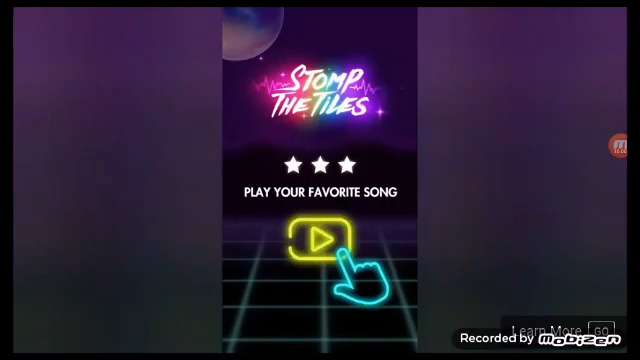 STOMP
THE TILES
PLAY YOUR FAVORITE SONG
Learn More
GO
Recorded by mobizen